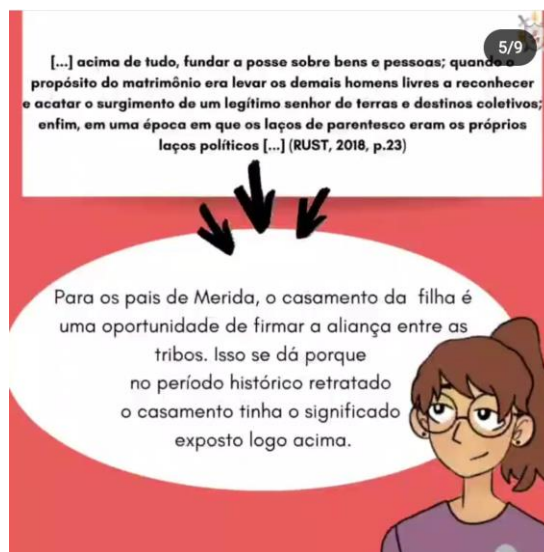 5/9
[...] acima de tudo, fundar a posse sobre bens e pessoas; quando o
propósito do matrimônio era levar os demais homens livres a reconhecer
e acatar o surgimento de um legítimo senhor de terras e destinos coletivos;
enfim, em uma época em que os laços de parentesco eram os próprios
laços políticos [...] (RUST, 2018, p.23)
Para os pais de Merida, o casamento da filha é
uma oportunidade de firmar a aliança entre as
tribos. Isso se dá porque
no período histórico retratado
o casamento tinha o significado
exposto logo acima.